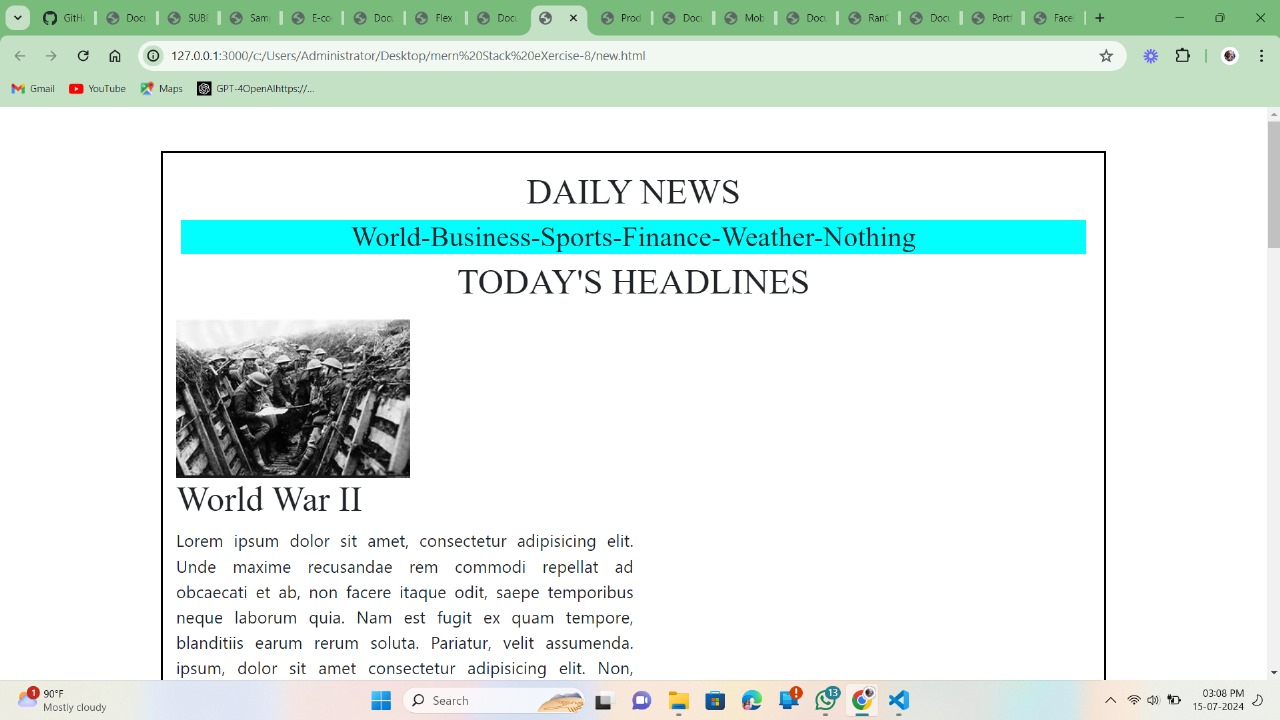 GitHu
Docu
SUBI
Sam
E-co
Docu
Flex
Docu
Prod
Docu
Mob
Docu
RanC
Docu
Port
Face
127.0.0.1:3000/c:/Users/Administrator/Desktop/mern%20Stack%20eXercise-8/new.html
Gmail
YouTube
Maps
GPT-4OpenAIhttps://...
DAILY NEWS
World-Business-Sports-Finance-Weather-Nothing
TODAY'S HEADLINES
World War II
Lorem ipsum dolor sit amet, consectetur adipisicing elit.
Unde maxime recusandae rem commodi repellat ad
obcaecati et ab, non facere itaque odit, saepe temporibus
neque laborum quia. Nam est fugit ex quam tempore,
blanditiis earum rerum soluta. Pariatur, velit assumenda.
ipsum, dolor sit amet consectetur adipisicing elit. Non,
1
90°F
Mostly cloudy
Search
13
03:08 PM
15-07-2024